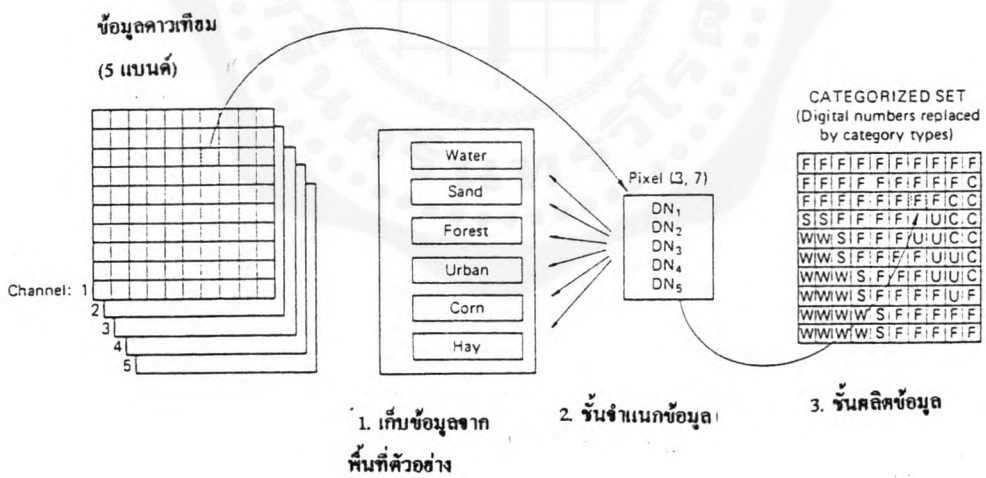 ข้อมูลดาวเทียม
(5 แบนด์)
Channel: 1
2
3
4
5
Water
Sand
Forest
Urban
Corn
Hay
1. เก็บข้อมูลจาก
พื้นที่ตัวอย่าง
Pixel (3, 7)
DN₁
DN₂
DN₃
DN₄
DN₅
2. ขั้นจำแนกข้อมูล
CATEGORIZED SET
(Digital numbers replaced
by category types)
F F F F F F F F F F
F F F F F F F F F C
F F F F F F F F C C
S S F F F F U C C
W W S F F F U U C C
W W S F F F F U U C
W W W S F F F U U C
W W W S F F F F U F
W W W W S F F F F F
W W W W S F F F F F
3. ขั้นผลิตข้อมูล